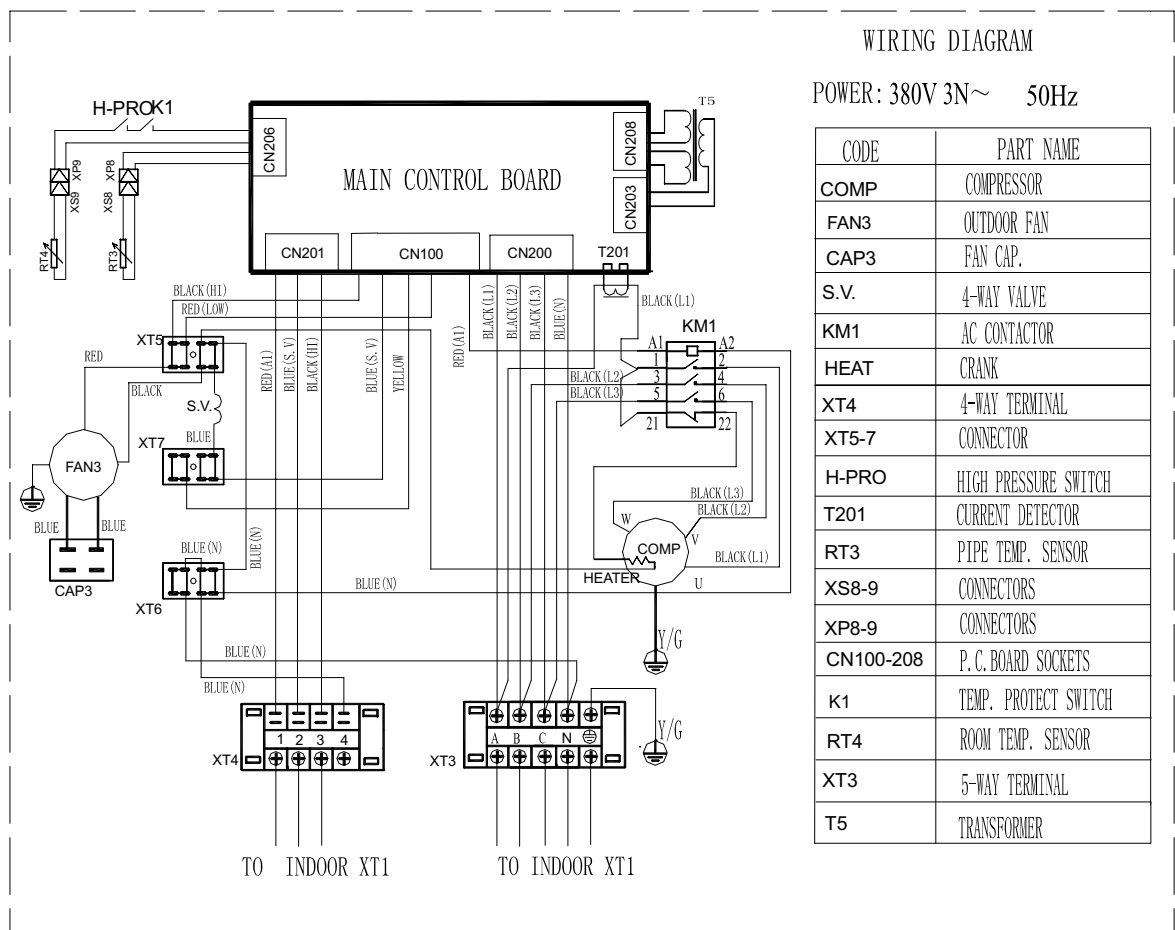 WIRING DIAGRAM
POWER: 380V 3N~ 50Hz
CODE PART NAME
COMP COMPRESSOR
FAN3 OUTDOOR FAN
CAP3 FAN CAP.
S.V. 4-WAY VALVE
KM1 AC CONTACTOR
HEAT CRANK
XT4 4-WAY TERMINAL
XT5-7 CONNECTOR
H-PRO HIGH PRESSURE SWITCH
T201 CURRENT DETECTOR
RT3 PIPE TEMP. SENSOR
XS8-9 CONNECTORS
XP8-9 CONNECTORS
CN100-208 P.C.BOARD SOCKETS
K1 TEMP. PROTECT SWITCH
RT4 ROOM TEMP. SENSOR
XT3 5-WAY TERMINAL
T5 TRANSFORMER
H-PRO K1
CN206
MAIN CONTROL BOARD
CN208
CN203
T5
XP9
XS9
XP8
XS8
RT4
RT3
CN201
CN100
CN200
T201
BLACK(HI)
RED(LOW)
RED(A1)
BLUE(S.V)
BLACK(HI)
BLUE(S.V)
YELLOW
RED(A1)
BLACK(L1)
BLACK(L2)
BLACK(L3)
BLUE(N)
BLACK(L1)
KM1
A1 A2
1 2
BLACK(L2) 3 4
BLACK(L3) 5 6
21 22
XT5
RED
BLACK
S.V.
BLUE
XT7
FAN3
BLUE BLUE
CAP3
BLUE(N)
BLUE(N)
XT6
BLUE(N)
BLUE(N)
BLUE(N)
BLACK(L3)
BLACK(L2)
BLACK(L1)
W
V
U
COMP
HEATER
Y/G
Y/G
XT4
1 2 3 4
XT3
A B C N
TO INDOOR XT1
TO INDOOR XT1